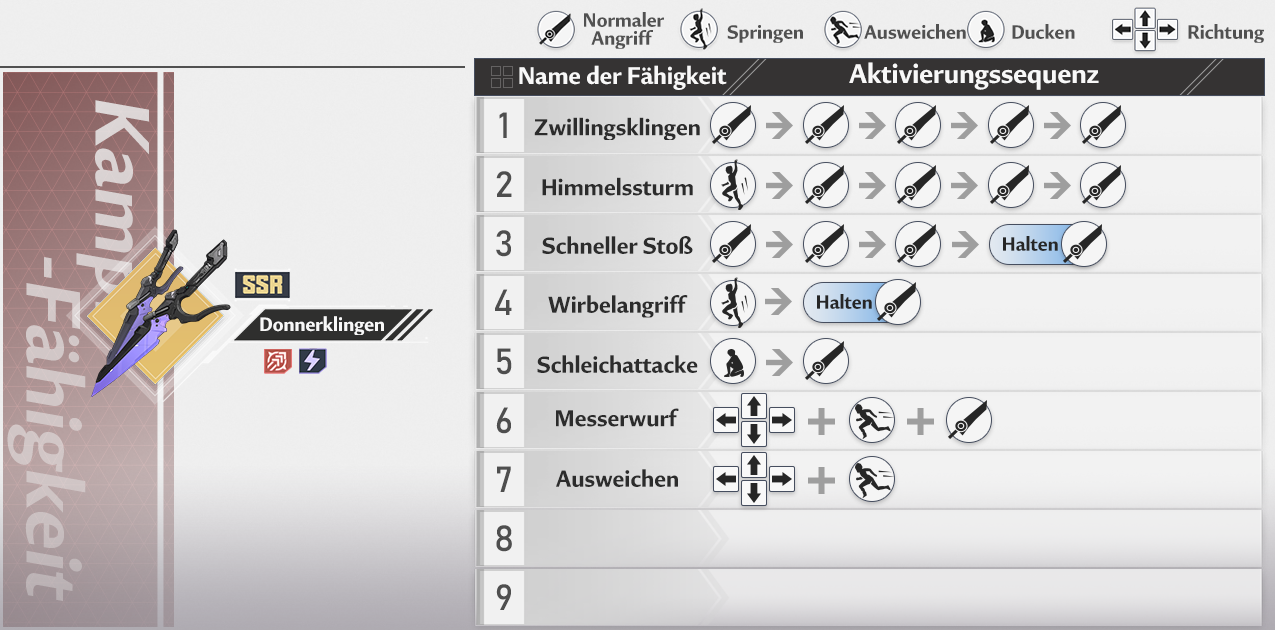 Normaler
Angriff
Springen
Ausweichen
Ducken
Richtung
Name der Fähigkeit
Aktivierungssequenz
Kampf
-Fähigkeit
SSR
Donnerklingen
1 Zwillingsklingen
2 Himmelssturm
3 Schneller Stoß Halten
4 Wirbelangriff Halten
5 Schleichattacke
6 Messerwurf
7 Ausweichen
8
9